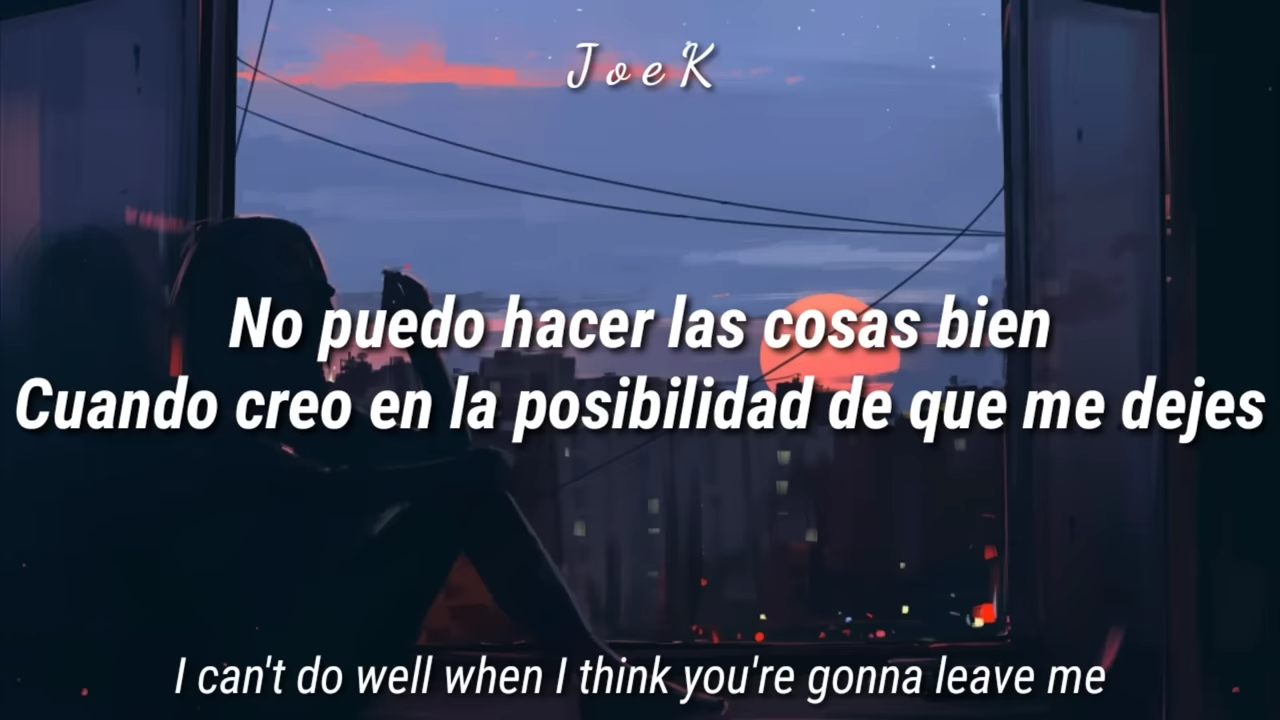 JoeK
No puedo hacer las cosas bien
Cuando creo en la posibilidad de que me dejes
I can't do well when I think you're gonna leave me